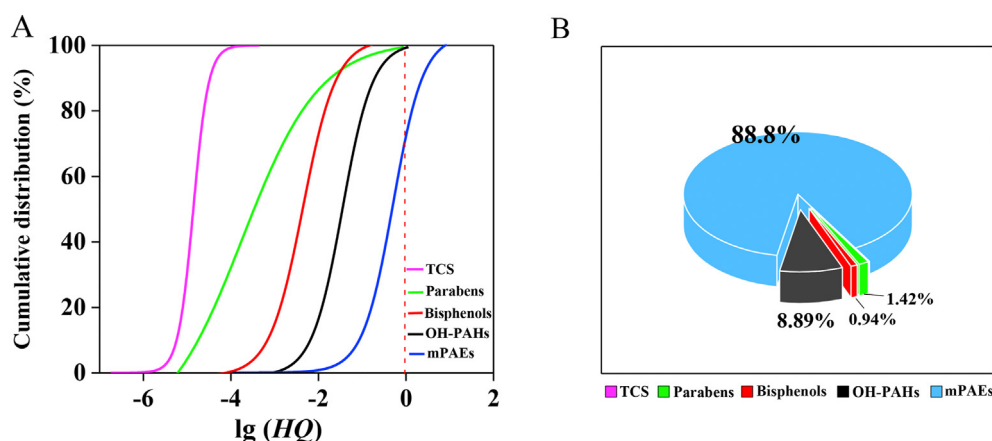 A
Cumulative distribution (%)
100
80
60
40
20
0
-6
-4
-2
0
2
lg (HQ)
TCS
Parabens
Bisphenols
OH-PAHs
mPAEs
B
88.8%
8.89%
0.94%
1.42%
TCS Parabens Bisphenols OH-PAHs mPAEs